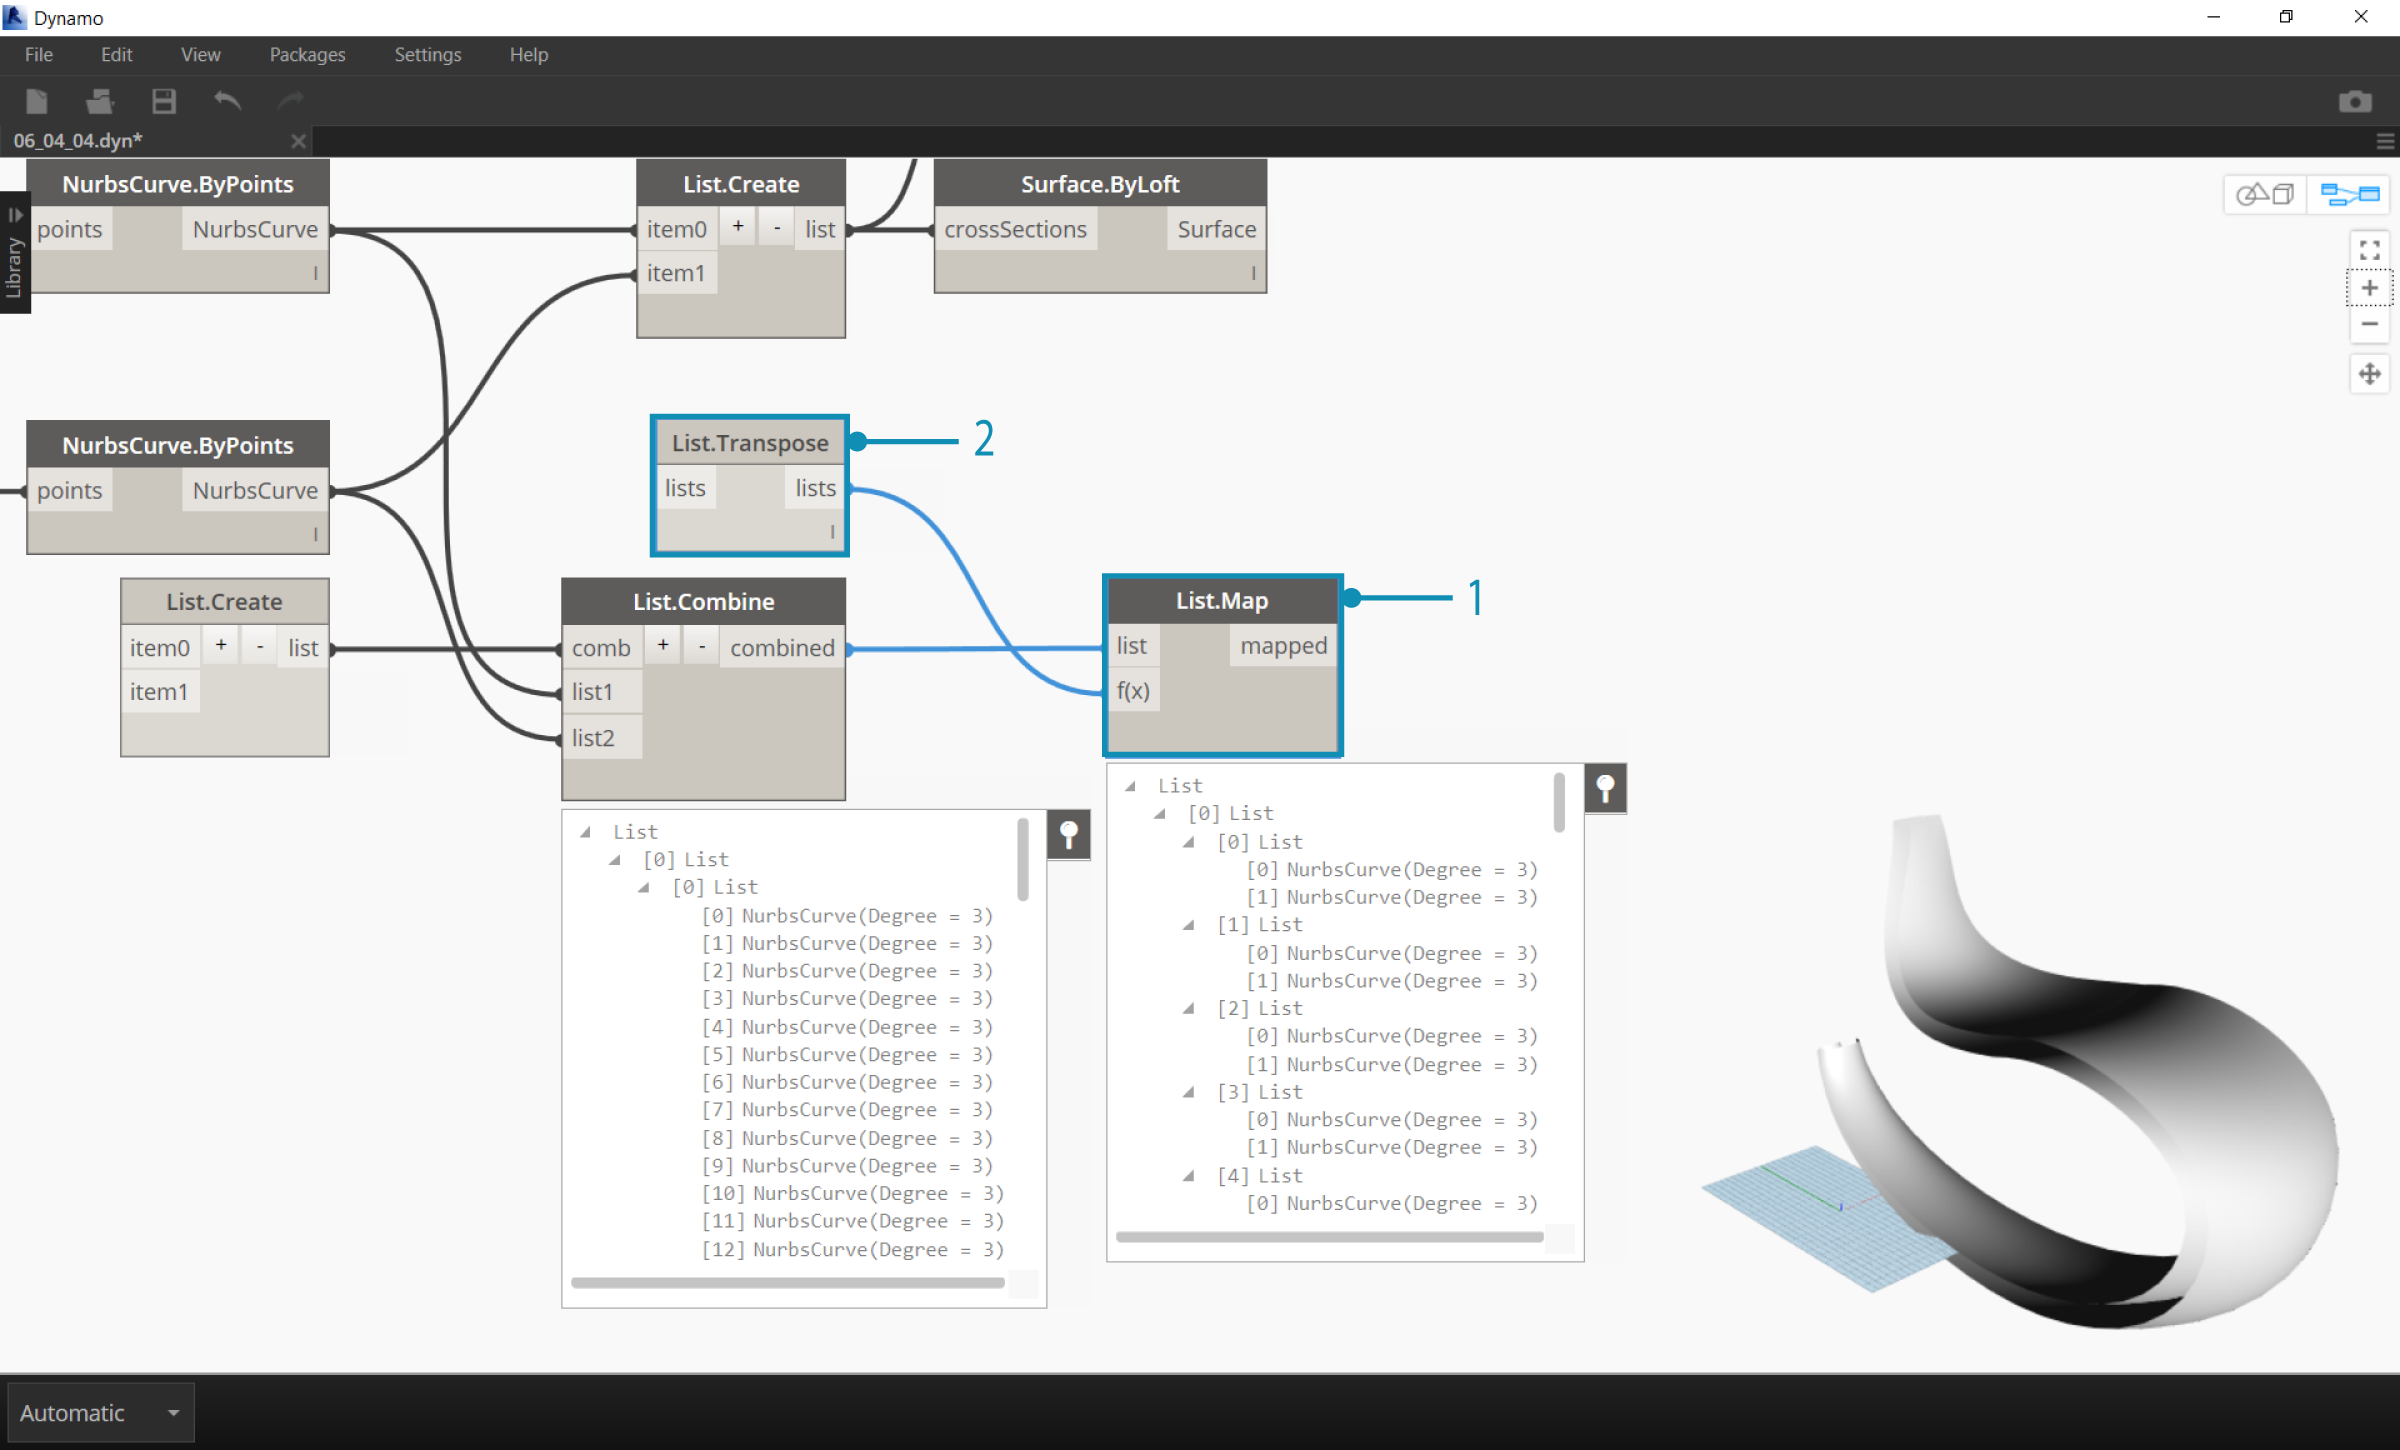 Dynamo
File Edit View Packages Settings Help
06_04_04.dyn*
Library
NurbsCurve.ByPoints
points NurbsCurve
l
List.Create
item0 + - list
item1
Surface.ByLoft
crossSections Surface
l
NurbsCurve.ByPoints
points NurbsCurve
l
List.Transpose
lists lists
l
2
List.Create
item0 + - list
item1
List.Combine
comb + - combined
list1
list2
List.Map
list mapped
f(x)
1
List
[0] List
[0] List
[0] NurbsCurve(Degree = 3)
[1] NurbsCurve(Degree = 3)
[2] NurbsCurve(Degree = 3)
[3] NurbsCurve(Degree = 3)
[4] NurbsCurve(Degree = 3)
[5] NurbsCurve(Degree = 3)
[6] NurbsCurve(Degree = 3)
[7] NurbsCurve(Degree = 3)
[8] NurbsCurve(Degree = 3)
[9] NurbsCurve(Degree = 3)
[10] NurbsCurve(Degree = 3)
[11] NurbsCurve(Degree = 3)
[12] NurbsCurve(Degree = 3)
List
[0] List
[0] List
[0] NurbsCurve(Degree = 3)
[1] NurbsCurve(Degree = 3)
[1] List
[0] NurbsCurve(Degree = 3)
[1] NurbsCurve(Degree = 3)
[2] List
[0] NurbsCurve(Degree = 3)
[1] NurbsCurve(Degree = 3)
[3] List
[0] NurbsCurve(Degree = 3)
[1] NurbsCurve(Degree = 3)
[4] List
[0] NurbsCurve(Degree = 3)
Automatic